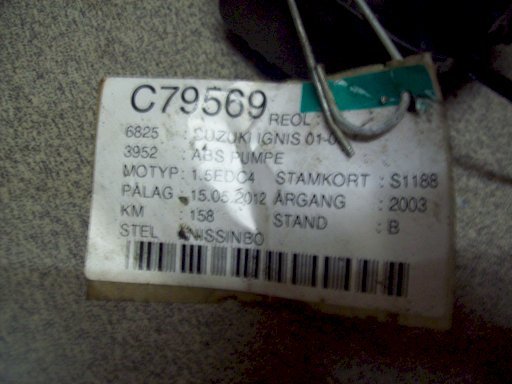 C79569 REOL :
6825 : SUZUKI IGNIS 01-0
3952 : ABS PUMPE
MOTYP : 1.5EDC4 STAMKORT : S1188
PÅLAG : 15.05.2012 ÅRGANG : 2003
KM : 158 STAND : B
STEL : NISSINBO